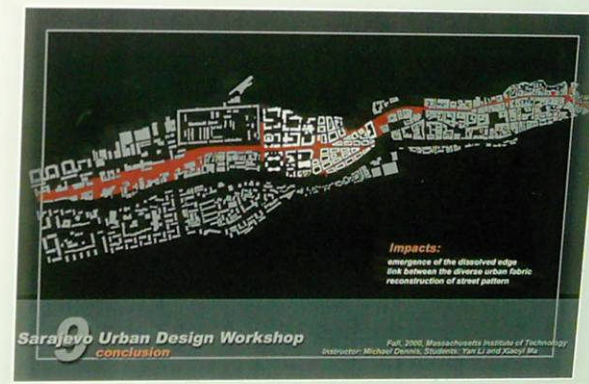 Impacts:
emergence of the dissolved edge
link between the diverse urban fabric
reconstruction of street pattern
9
Sarajevo Urban Design Workshop
conclusion
Fall, 2000, Massachusetts Institute of Technology
Instructor: Michael Dennis, Students: Yan Li and Xiaoyi Ma